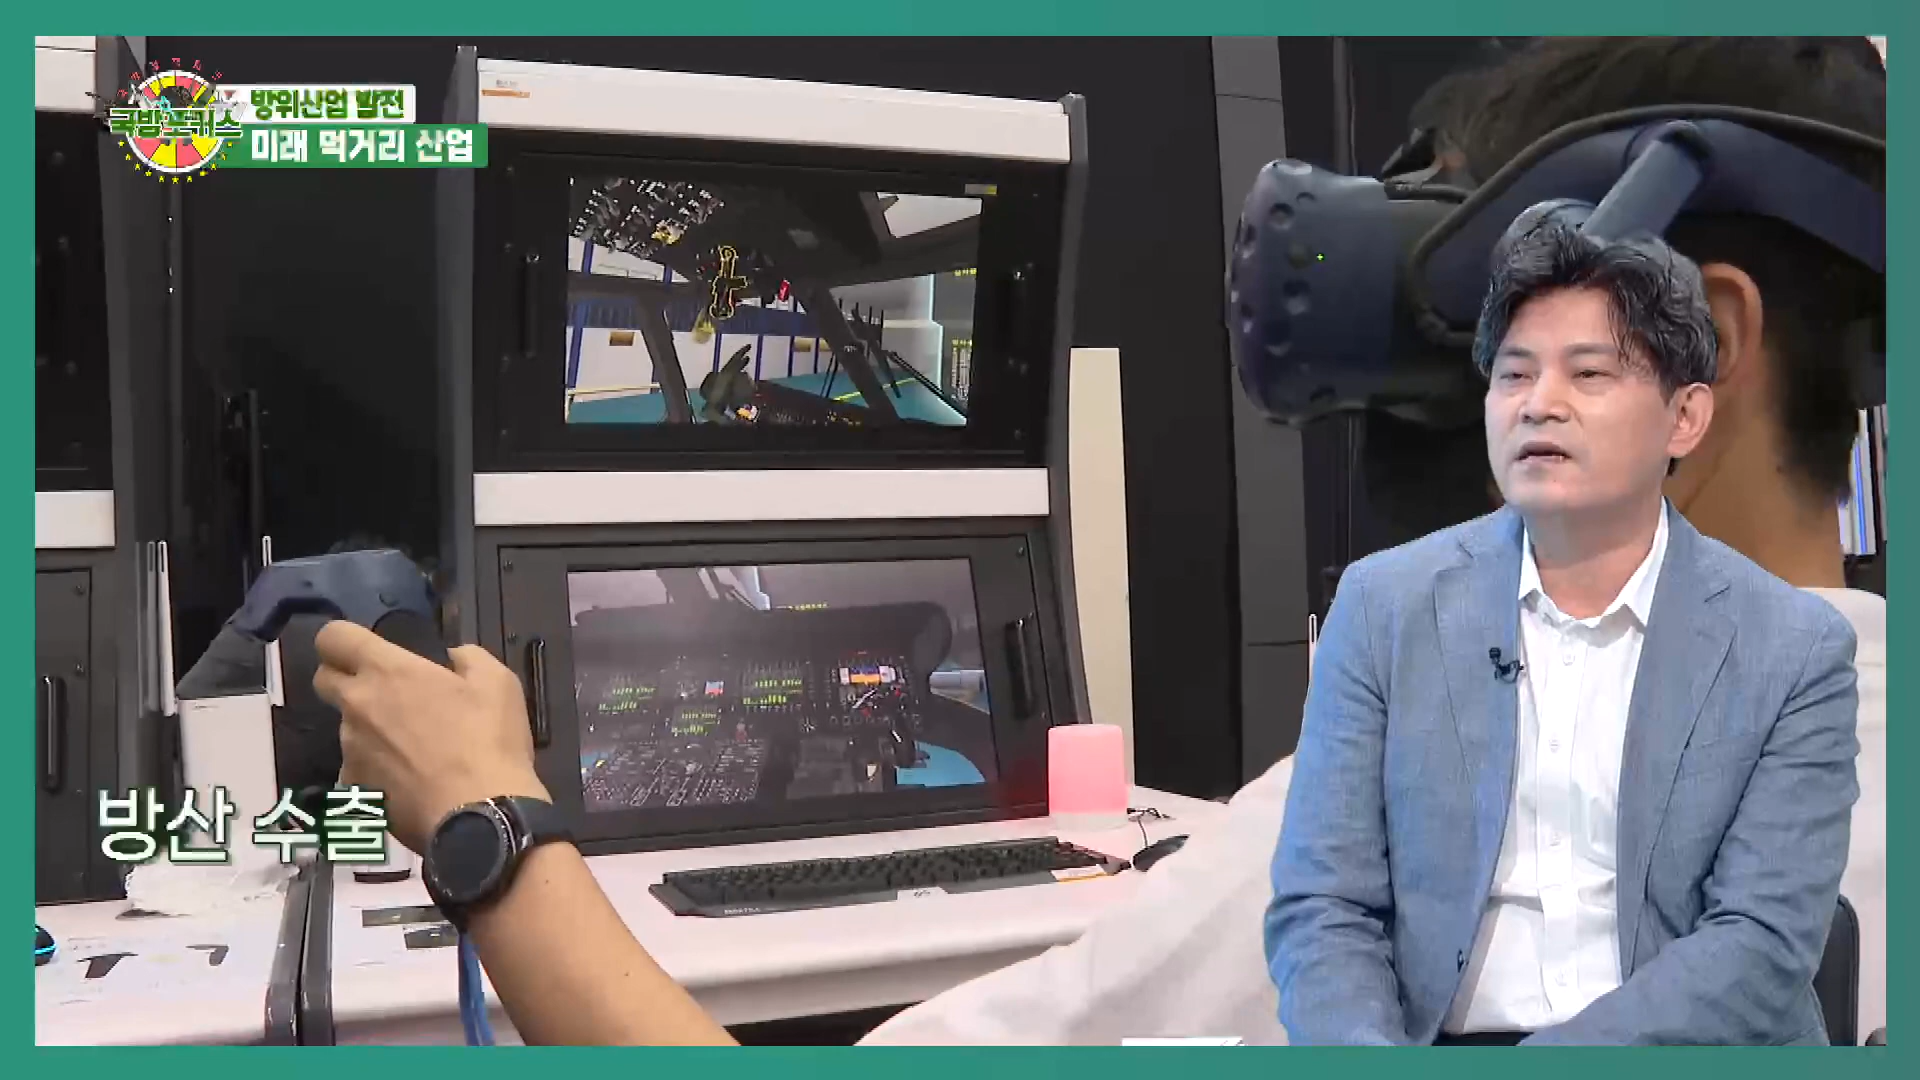 국방포커스
방위산업 발전
미래 먹거리 산업
방산 수출